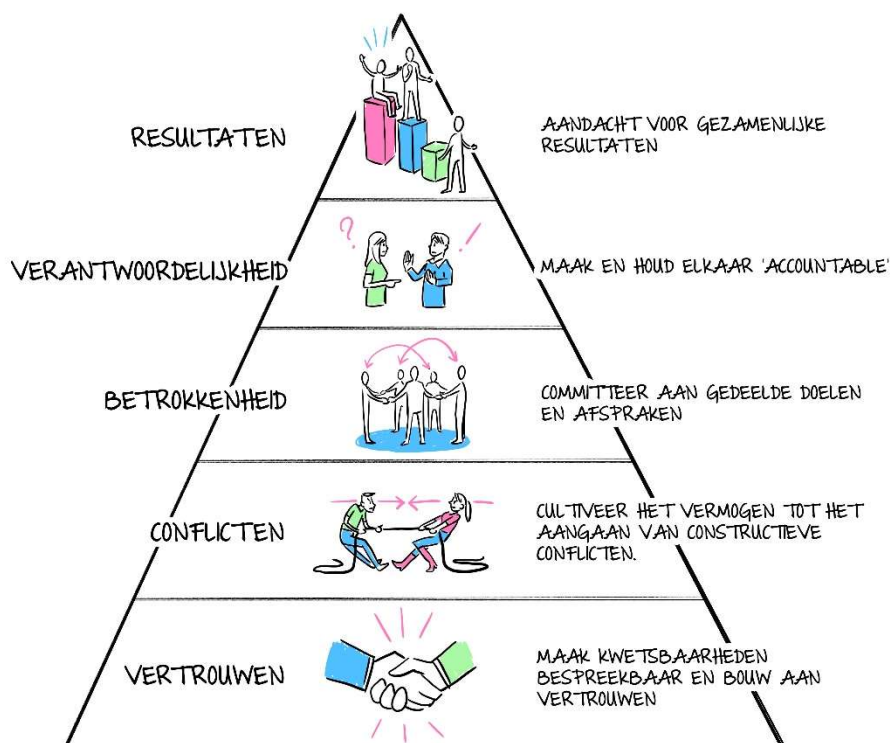 RESULTATEN
AANDACHT VOOR GEZAMENLIJKE
RESULTATEN
?
!
VERANTWOORDELIJKHEID
MAAK EN HOUD ELKAAR 'ACCOUNTABLE'
BETROKKENHEID
COMMITTEER AAN GEDEELDE DOELEN
EN AFSPRAKEN
CONFLICTEN
CULTIVEER HET VERMOGEN TOT HET
AANGAAN VAN CONSTRUCTIEVE
CONFLICTEN.
VERTROUWEN
MAAK KWETSBAARHEDEN
BESPREEKBAAR EN BOUW AAN
VERTROUWEN